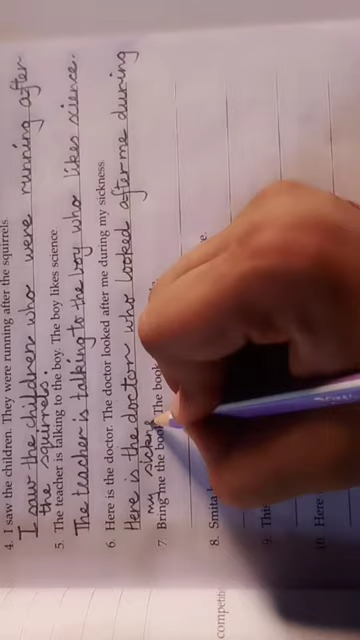 4. I saw the children. They were running after the squirrels.
I saw the children who were running after
the squirrels.
5. The teacher is talking to the boy. The boy likes science
The teacher is talking to the boy who likes sience.
6. Here is the doctor. The doctor looked after me during my sickness.
Here is the doctor who looked after me during
my sickne
7. Bring me the book. The book
8. Smita
9.
10. Here